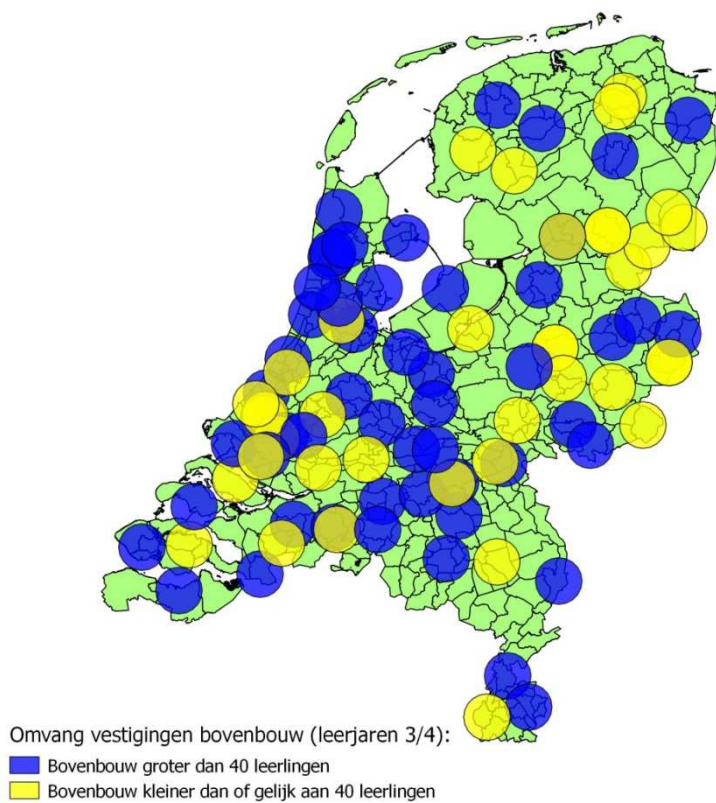 Omvang vestigingen bovenbouw (leerjaren 3/4):
Bovenbouw groter dan 40 leerlingen
Bovenbouw kleiner dan of gelijk aan 40 leerlingen